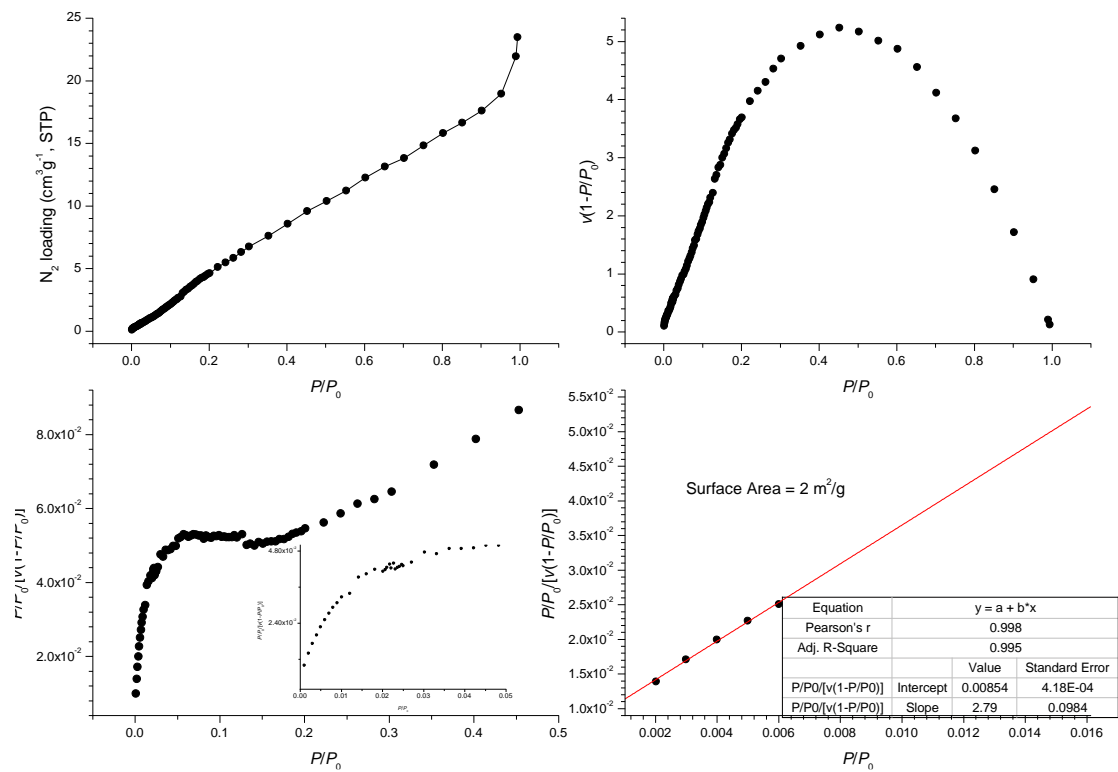 25
20
15
10
5
0
N₂ loading (cm³g⁻¹, STP)
0.0 0.2 0.4 0.6 0.8 1.0
P/P₀
5
4
3
2
1
0
v(1-P/P₀)
0.0 0.2 0.4 0.6 0.8 1.0
P/P₀
8.0x10⁻²
6.0x10⁻²
4.0x10⁻²
2.0x10⁻²
P/P₀/[v(1-P/P₀)]
0.0 0.1 0.2 0.3 0.4 0.5
P/P₀
4.80x10⁻²
2.40x10⁻²
P/P₀/[v(1-P/P₀)]
0.00 0.01 0.02 0.03 0.04 0.05
P/P₀
5.5x10⁻²
5.0x10⁻²
4.5x10⁻²
4.0x10⁻²
3.5x10⁻²
3.0x10⁻²
2.5x10⁻²
2.0x10⁻²
1.5x10⁻²
1.0x10⁻²
P/P₀/[v(1-P/P₀)]
Surface Area = 2 m²/g
Equation y = a + b*x
Pearson's r 0.998
Adj. R-Square 0.995
Value Standard Error
P/P0/[v(1-P/P0)] Intercept 0.00854 4.18E-04
P/P0/[v(1-P/P0)] Slope 2.79 0.0984
0.002 0.004 0.006 0.008 0.010 0.012 0.014 0.016
P/P₀